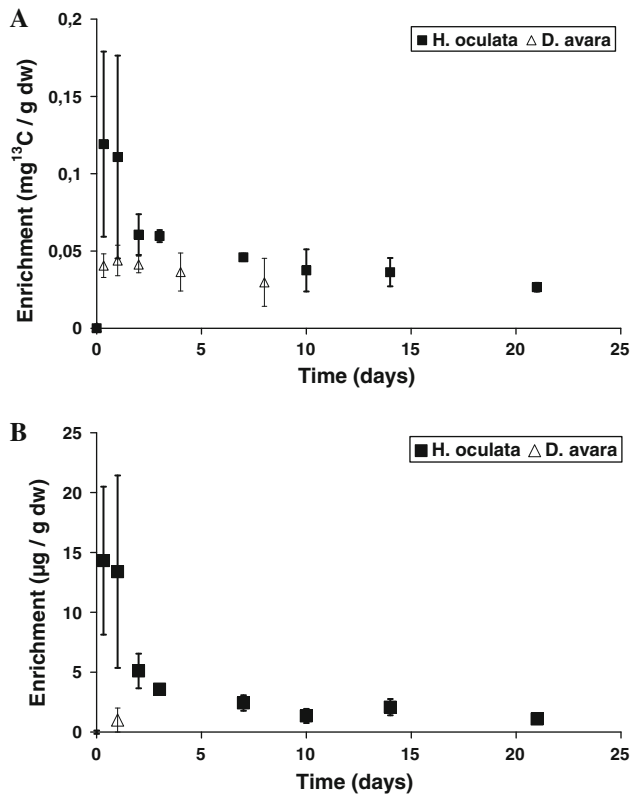 A
H. oculata D. avara
Enrichment (mg¹³C / g dw)
0,2
0,15
0,1
0,05
0
0 5 10 15 20 25
Time (days)
B
H. oculata D. avara
Enrichment (µg / g dw)
25
20
15
10
5
0
0 5 10 15 20 25
Time (days)